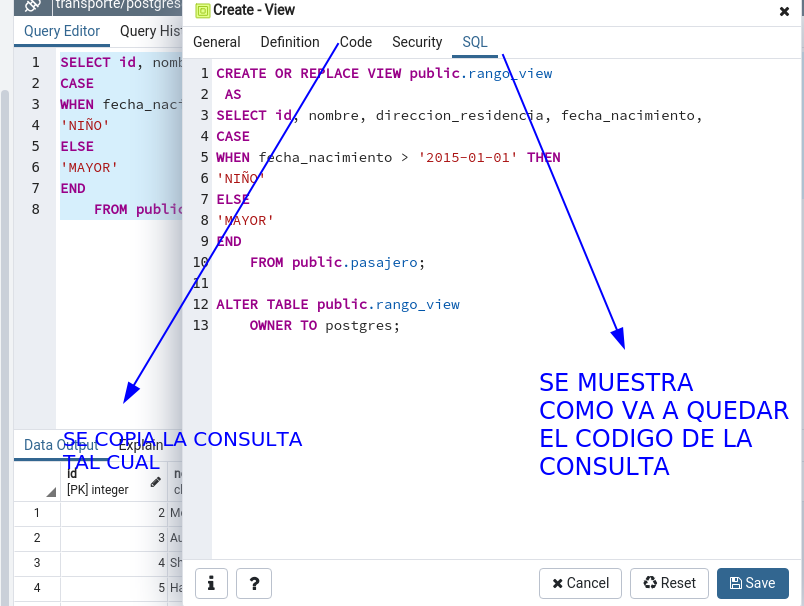 transporte/postgres
Create - View
Query Editor Query His
General Definition Code Security SQL
1 SELECT id, nomb
2 CASE
3 WHEN fecha_naci
4 'NIÑO'
5 ELSE
6 'MAYOR'
7 END
8 FROM public
1 CREATE OR REPLACE VIEW public.rango_view
2 AS
3 SELECT id, nombre, direccion_residencia, fecha_nacimiento,
4 CASE
5 WHEN fecha_nacimiento > '2015-01-01' THEN
6 'NIÑO'
7 ELSE
8 'MAYOR'
9 END
10 FROM public.pasajero;
11
12 ALTER TABLE public.rango_view
13 OWNER TO postgres;
SE MUESTRA
COMO VA A QUEDAR
EL CODIGO DE LA
CONSULTA
SE COPIA LA CONSULTA
TAL CUAL
Data Output Explain
id
[PK] integer
1 2 M
2 3 Au
3 4 Sh
4 5 Ha
i ? Cancel Reset Save